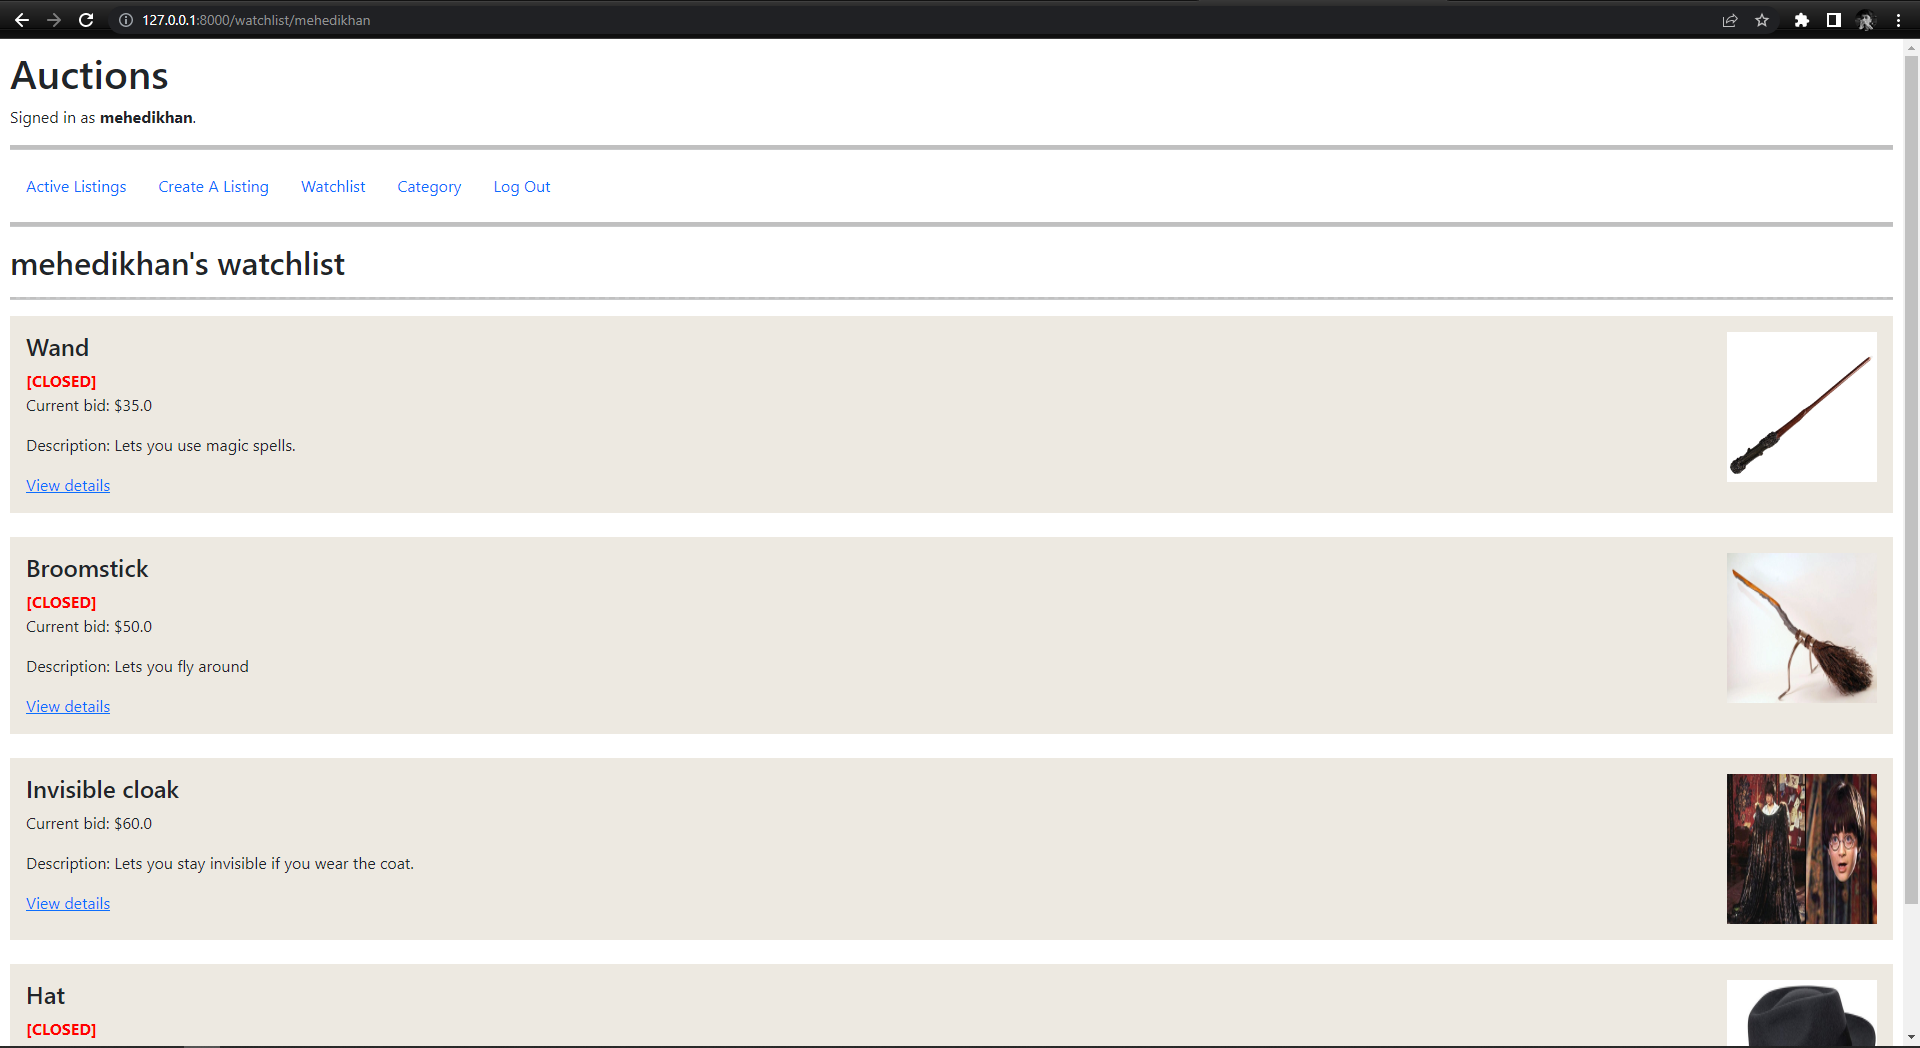 127.0.0.1:8000/watchlist/mehedikhan
Auctions
Signed in as mehedikhan.
Active Listings Create A Listing Watchlist Category Log Out
mehedikhan's watchlist
Wand
[CLOSED]
Current bid: $35.0
Description: Lets you use magic spells.
View details
Broomstick
[CLOSED]
Current bid: $50.0
Description: Lets you fly around
View details
Invisible cloak
Current bid: $60.0
Description: Lets you stay invisible if you wear the coat.
View details
Hat
[CLOSED]